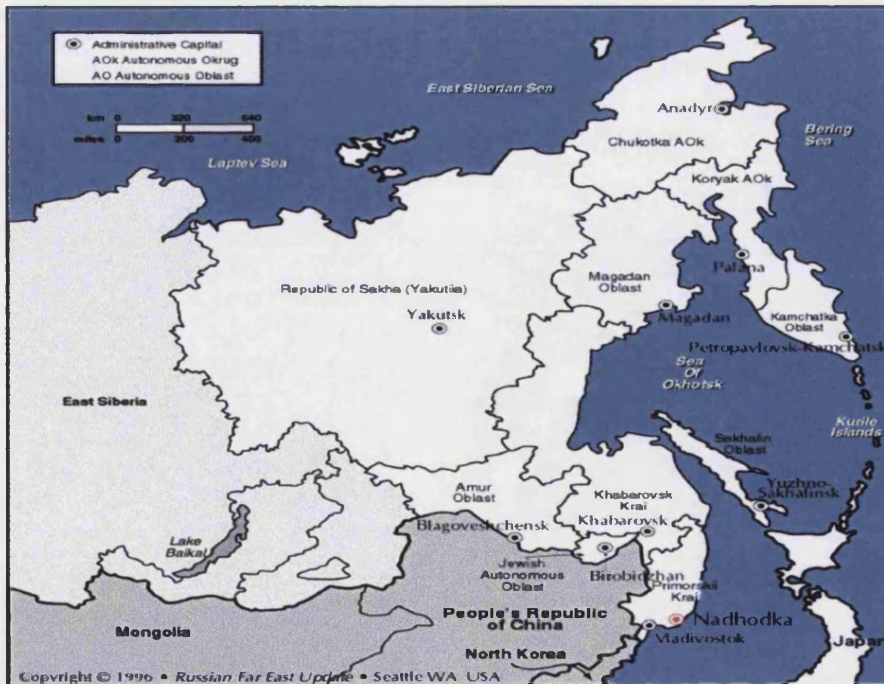 Administrative Capital
AOk Autonomous Okrug
AO Autonomous Oblast
km 0 320 640
miles 0 200 400
East Siberian Sea
Laptev Sea
Bering
Sea
Anadyr
Chukotka AOk
Koryak AOk
Palana
Magadan
Oblast
Magadan
Kamchatka
Oblast
Petropavlovsk-Kamchatsk
Republic of Sakha (Yakutiia)
Yakutsk
Sea
Of
Okhotsk
East Siberia
Kurile
Islands
Sakhalin
Oblast
Yuzhno-
Sakhalinsk
Amur
Oblast
Khabarovsk
Krai
Khabarovsk
Blagoveshchensk
Lake
Baikal
Jewish
Autonomous
Oblast
Birobidzhan
Primorskii
Krai
People's Republic
of China
Nadhodka
Vladivostok
Mongolia
North Korea
Japan
Copyright © 1996 • Russian Far East Update • Seattle WA USA